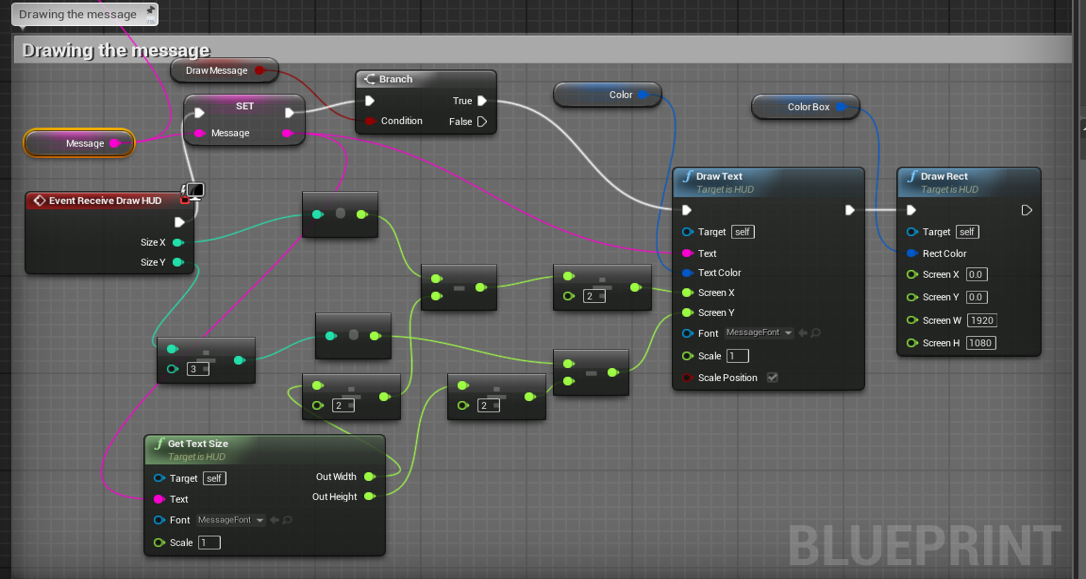 Drawing the message
Drawing the message
Draw Message
SET
Message
Message
Branch
True
Condition
False
Color
Color Box
Event Receive Draw HUD
Size X
Size Y
3
2
2
2
Get Text Size
Target is HUD
Target self
Out Width
Text
Out Height
Font MessageFont
Scale 1
Draw Text
Target is HUD
Target self
Text
Text Color
Screen X
Screen Y
Font MessageFont
Scale 1
Scale Position
Draw Rect
Target is HUD
Target self
Rect Color
Screen X 0.0
Screen Y 0.0
Screen W 1920
Screen H 1080
BLUEPRINT